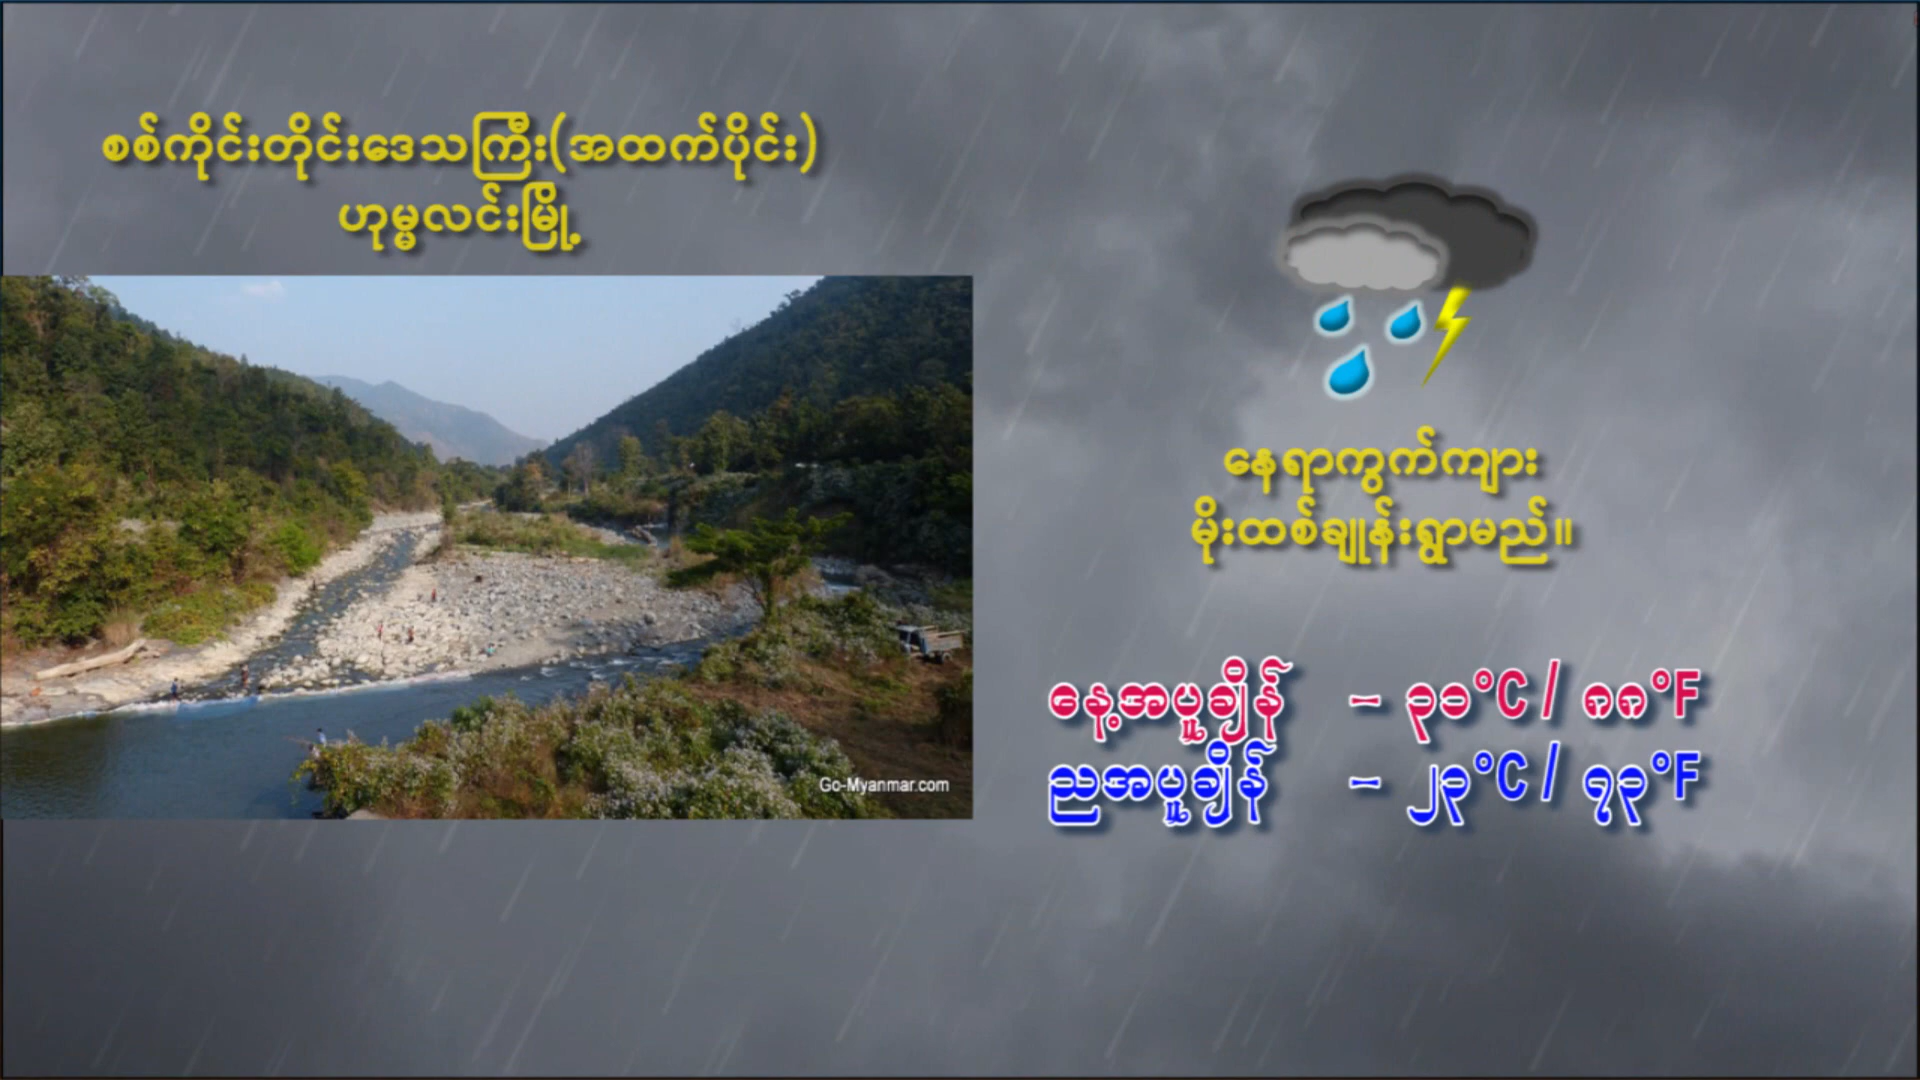 စစ်ကိုင်းတိုင်းဒေသကြီး(အထက်ပိုင်း)
ဟုမ္မလင်းမြို့
Go-Myanmar.com
နေရာကွက်ကျား
မိုးထစ်ချုန်းရွာမည်။
နေ့အပူချိန် - ၃၁°C / ၈၈°F
ညအပူချိန် - ၂၃°C / ၇၃°F